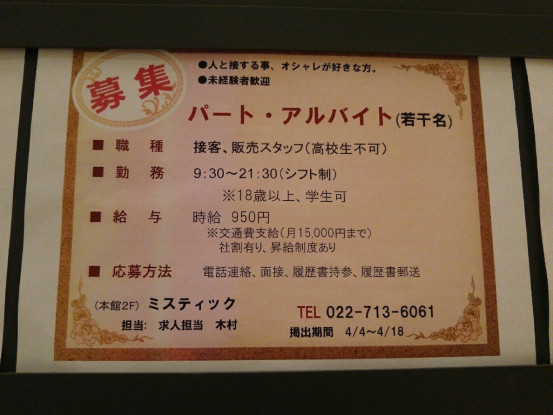 募集
●人と接する事、オシャレが好きな方。
●未経験者歓迎
パート・アルバイト(若干名)
■ 職 種 接客、販売スタッフ(高校生不可)
■ 勤 務 9:30～21:30(シフト制)
※18歳以上、学生可
■ 給 与 時給 950円
※交通費支給(月15,000円まで)
社割有り、昇給制度あり
■ 応募方法 電話連絡、面接、履歴書持参、履歴書郵送
(本館2F) ミスティック TEL 022-713-6061
担当: 求人担当 木村 掲出期間 4/4～4/18